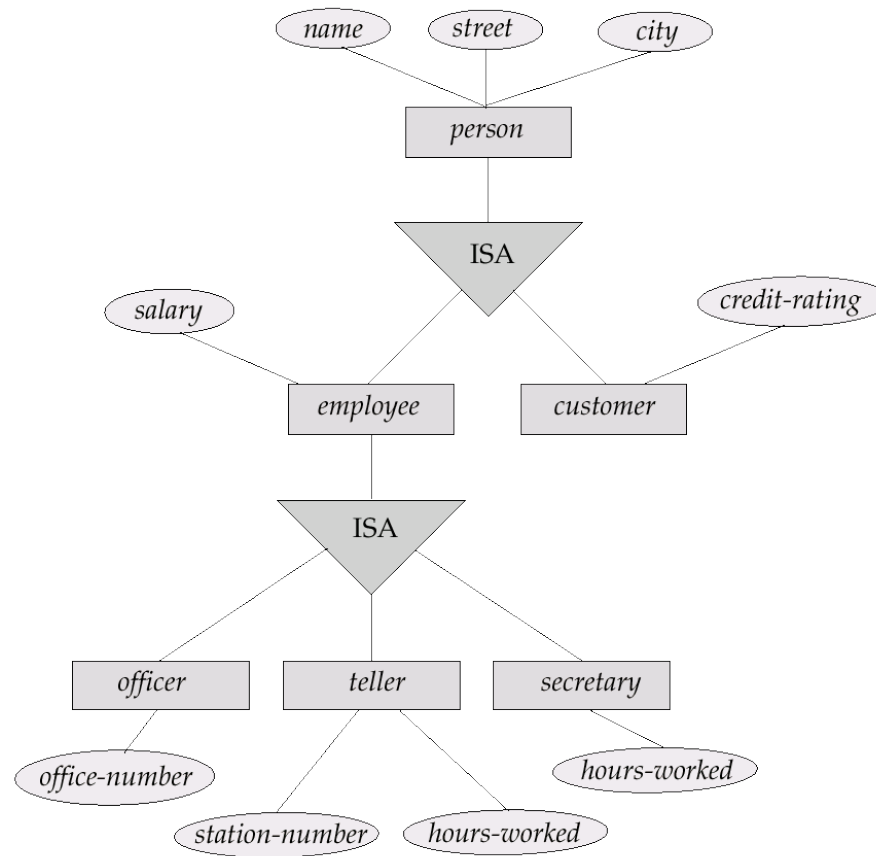 name
street
city
person
ISA
salary
credit-rating
employee
customer
ISA
officer
teller
secretary
office-number
hours-worked
station-number
hours-worked